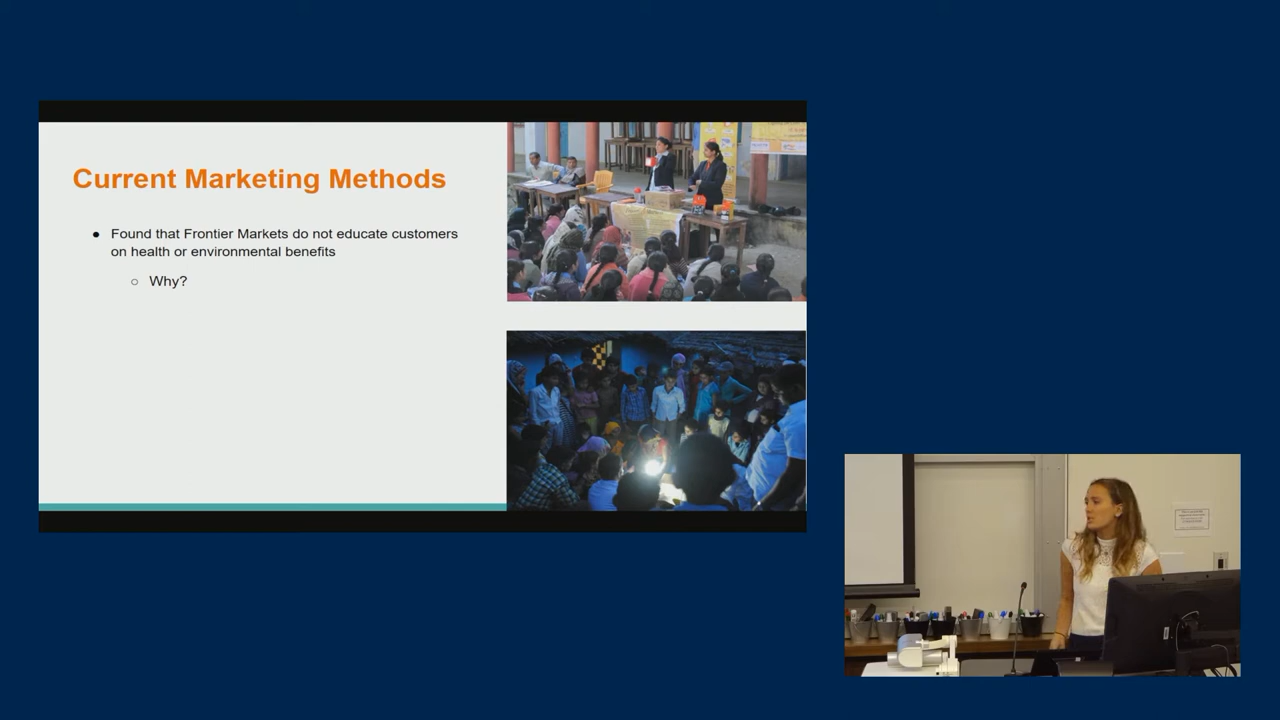 Current Marketing Methods
● Found that Frontier Markets do not educate customers
on health or environmental benefits
○ Why?